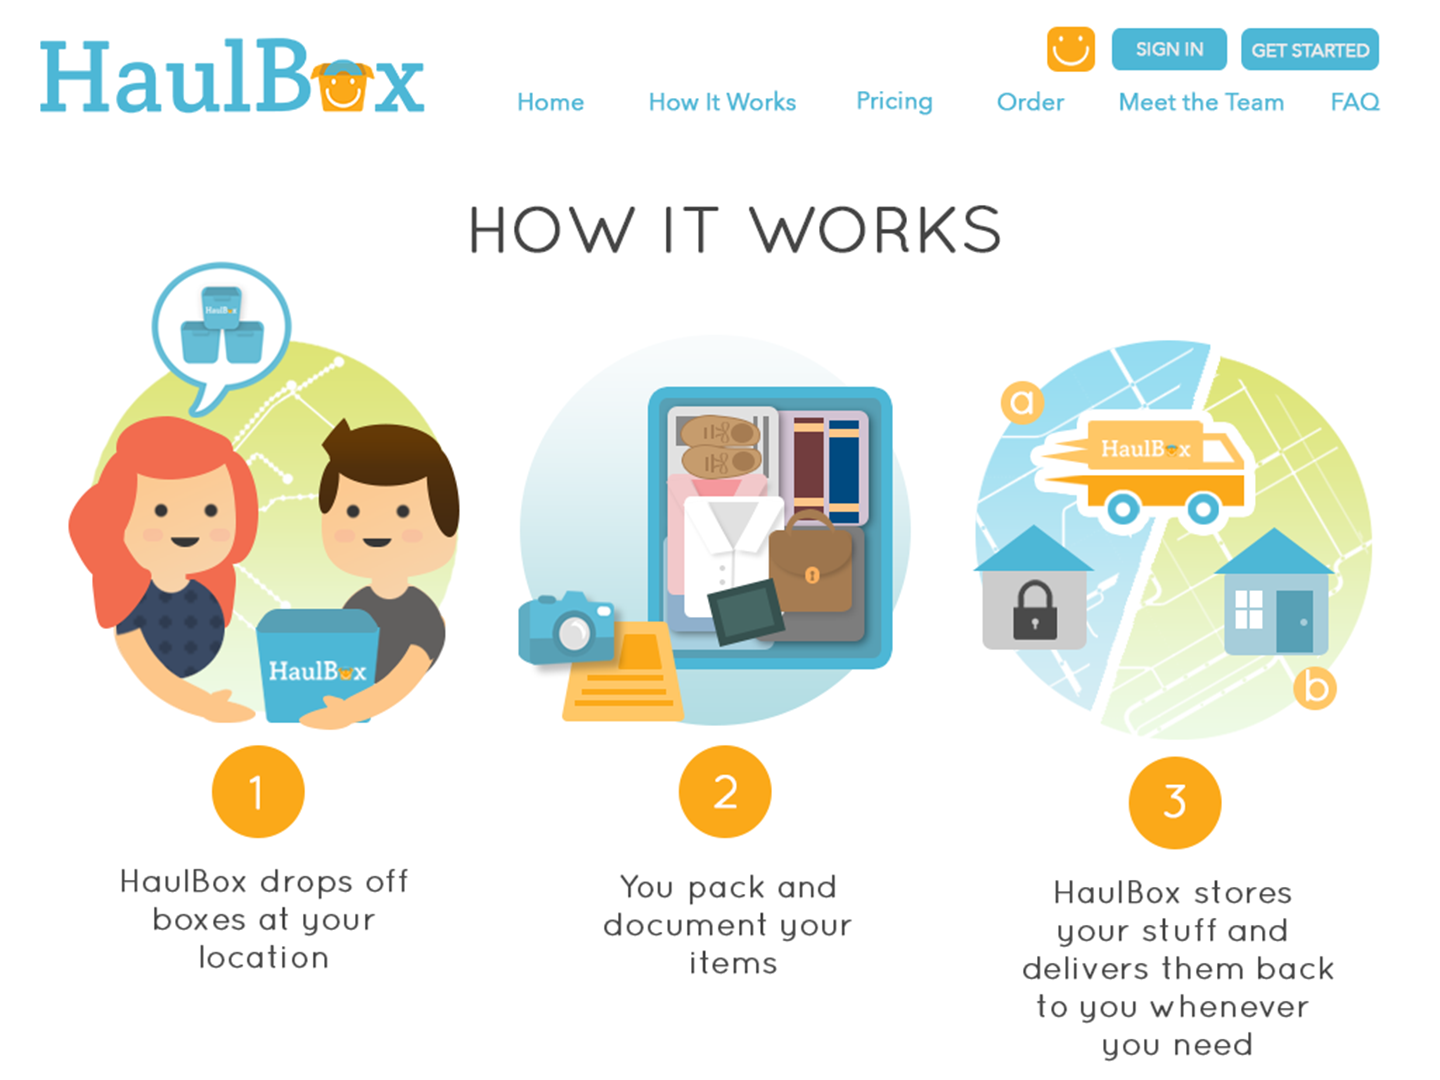 HaulBox
SIGN IN
GET STARTED
Home
How It Works
Pricing
Order
Meet the Team
FAQ
HOW IT WORKS
HaulBox
HaulBox
a
HaulBox
b
1
HaulBox drops off
boxes at your
location
2
You pack and
document your
items
3
HaulBox stores
your stuff and
delivers them back
to you whenever
you need